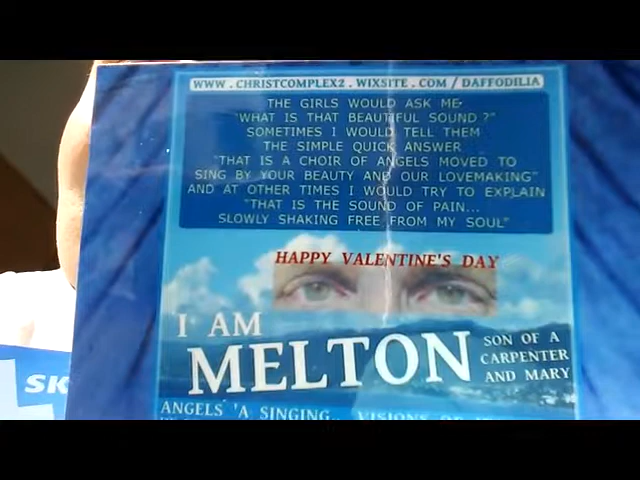 WWW . CHRISTCOMPLEX2 . WIXSITE . COM / DAFFODILIA
THE GIRLS WOULD ASK ME
"WHAT IS THAT BEAUTIFUL SOUND ?"
SOMETIMES I WOULD TELL THEM
THE SIMPLE QUICK ANSWER
"THAT IS A CHOIR OF ANGELS MOVED TO
SING BY YOUR BEAUTY AND OUR LOVEMAKING"
AND AT OTHER TIMES I WOULD TRY TO EXPLAIN
"THAT IS THE SOUND OF PAIN...
SLOWLY SHAKING FREE FROM MY SOUL"
HAPPY VALENTINE'S DAY
I AM
MELTON
SON OF A
CARPENTER
AND MARY
SK
ANGELS 'A SINGING... VISIONS OF